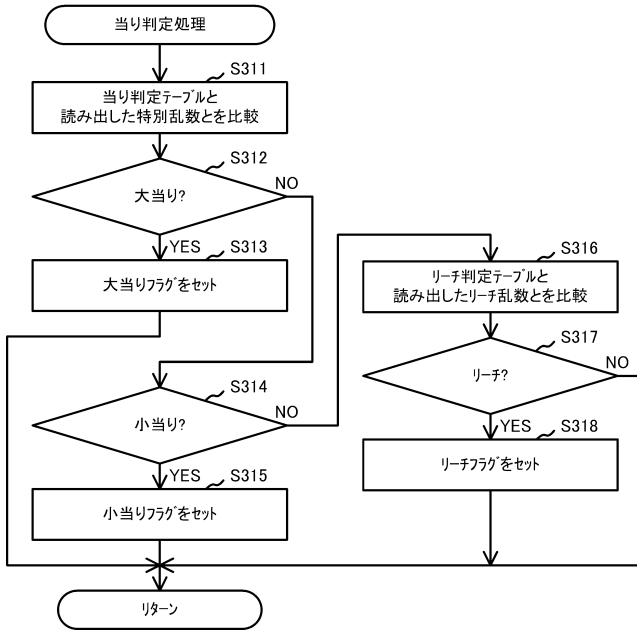 当り判定処理
S311
当り判定テーブルと
読み出した特別乱数とを比較
S312
大当り?
NO
YES
S313
大当りフラグをセット
S314
小当り?
NO
YES
S315
小当りフラグをセット
S316
リーチ判定テーブルと
読み出したリーチ乱数とを比較
S317
リーチ?
NO
YES
S318
リーチフラグをセット
リターン